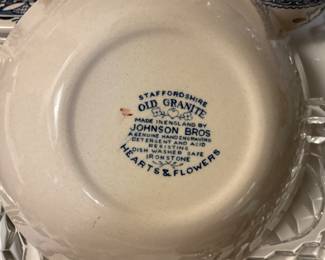 STAFFORDSHIRE
OLD GRANITE
MADE IN ENGLAND BY
JOHNSON BROS
A GENUINE HAND ENGRAVING
DETERGENT AND ACID
RESISTING
DISH WASHER SAFE
IRONSTONE
HEARTS & FLOWERS